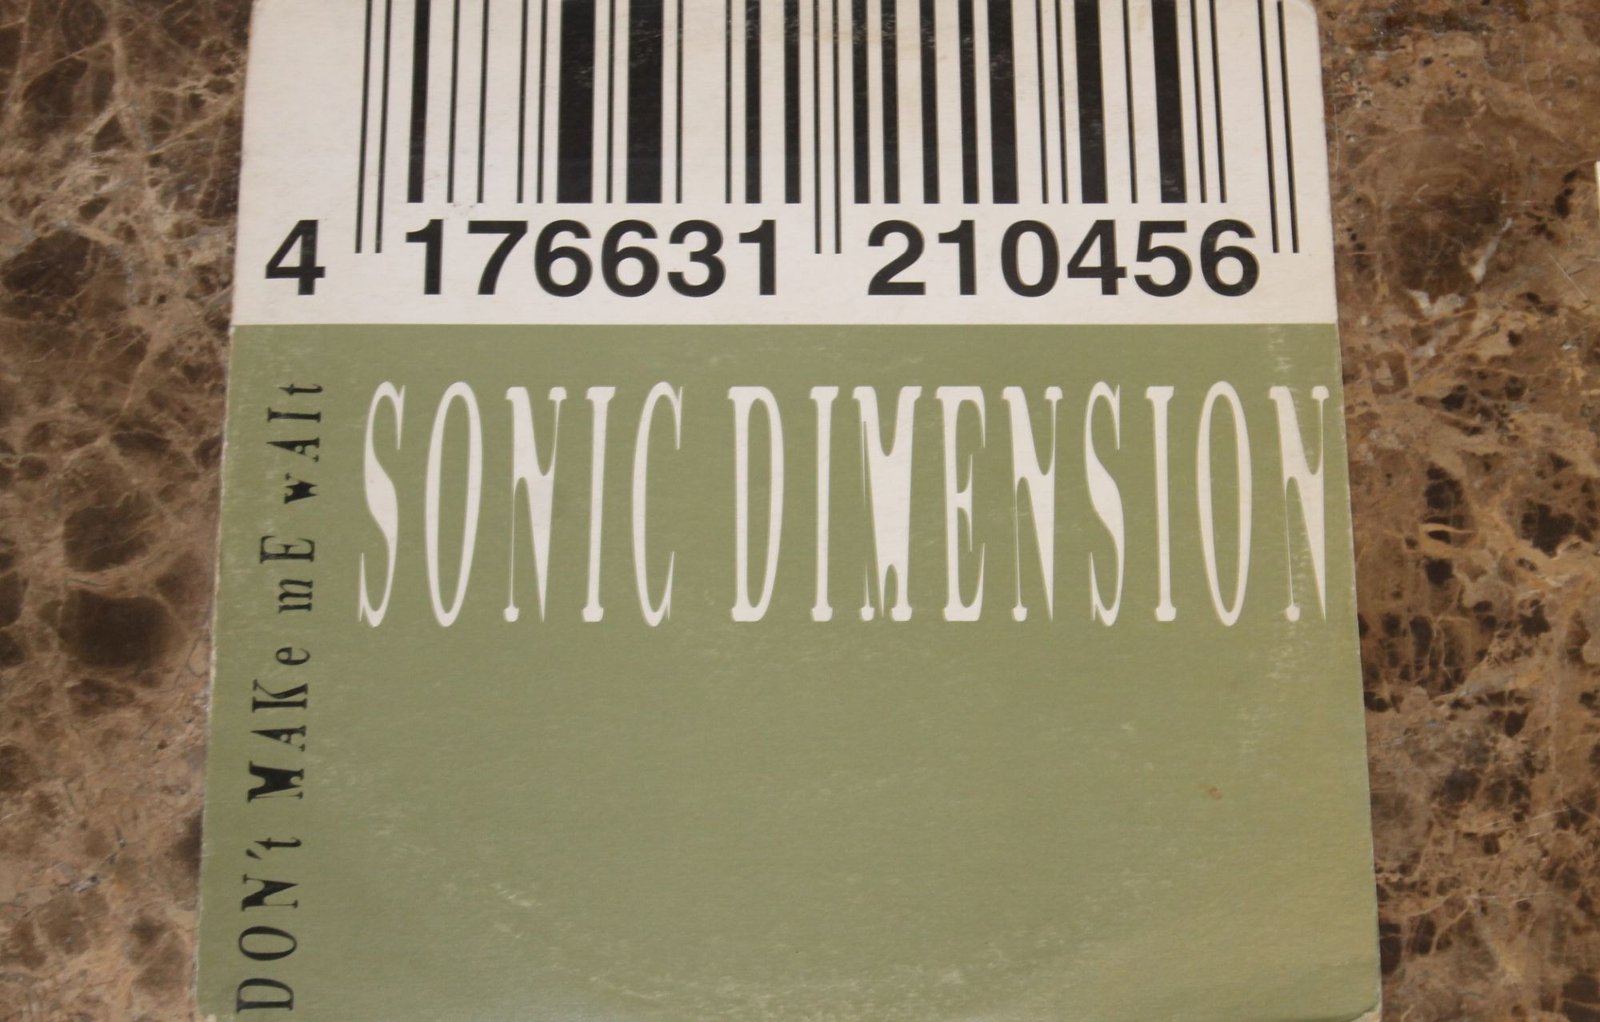 4 176631 210456
SONIC DIMENSION
DON't MAKe mE wAIt